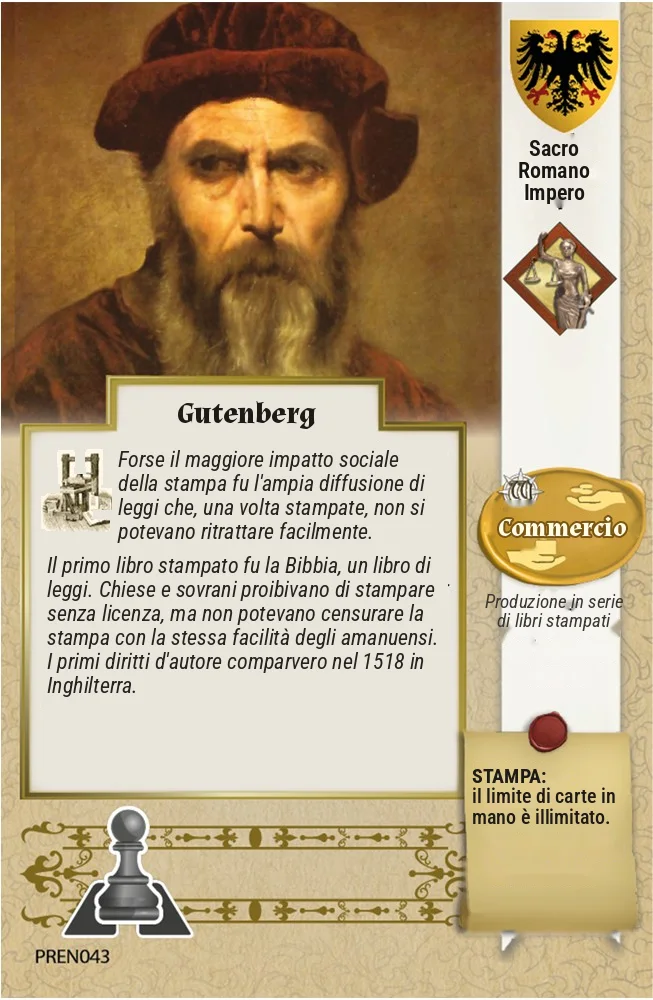 Sacro
Romano
Impero
Gutenberg
Forse il maggiore impatto sociale
della stampa fu l'ampia diffusione di
leggi che, una volta stampate, non si
potevano ritrattare facilmente.
Il primo libro stampato fu la Bibbia, un libro di
leggi. Chiese e sovrani proibivano di stampare
senza licenza, ma non potevano censurare la
stampa con la stessa facilità degli amanuensi.
I primi diritti d'autore comparvero nel 1518 in
Inghilterra.
Commercio
Produzione in serie
di libri stampati
STAMPA:
il limite di carte in
mano è illimitato.
PREN043